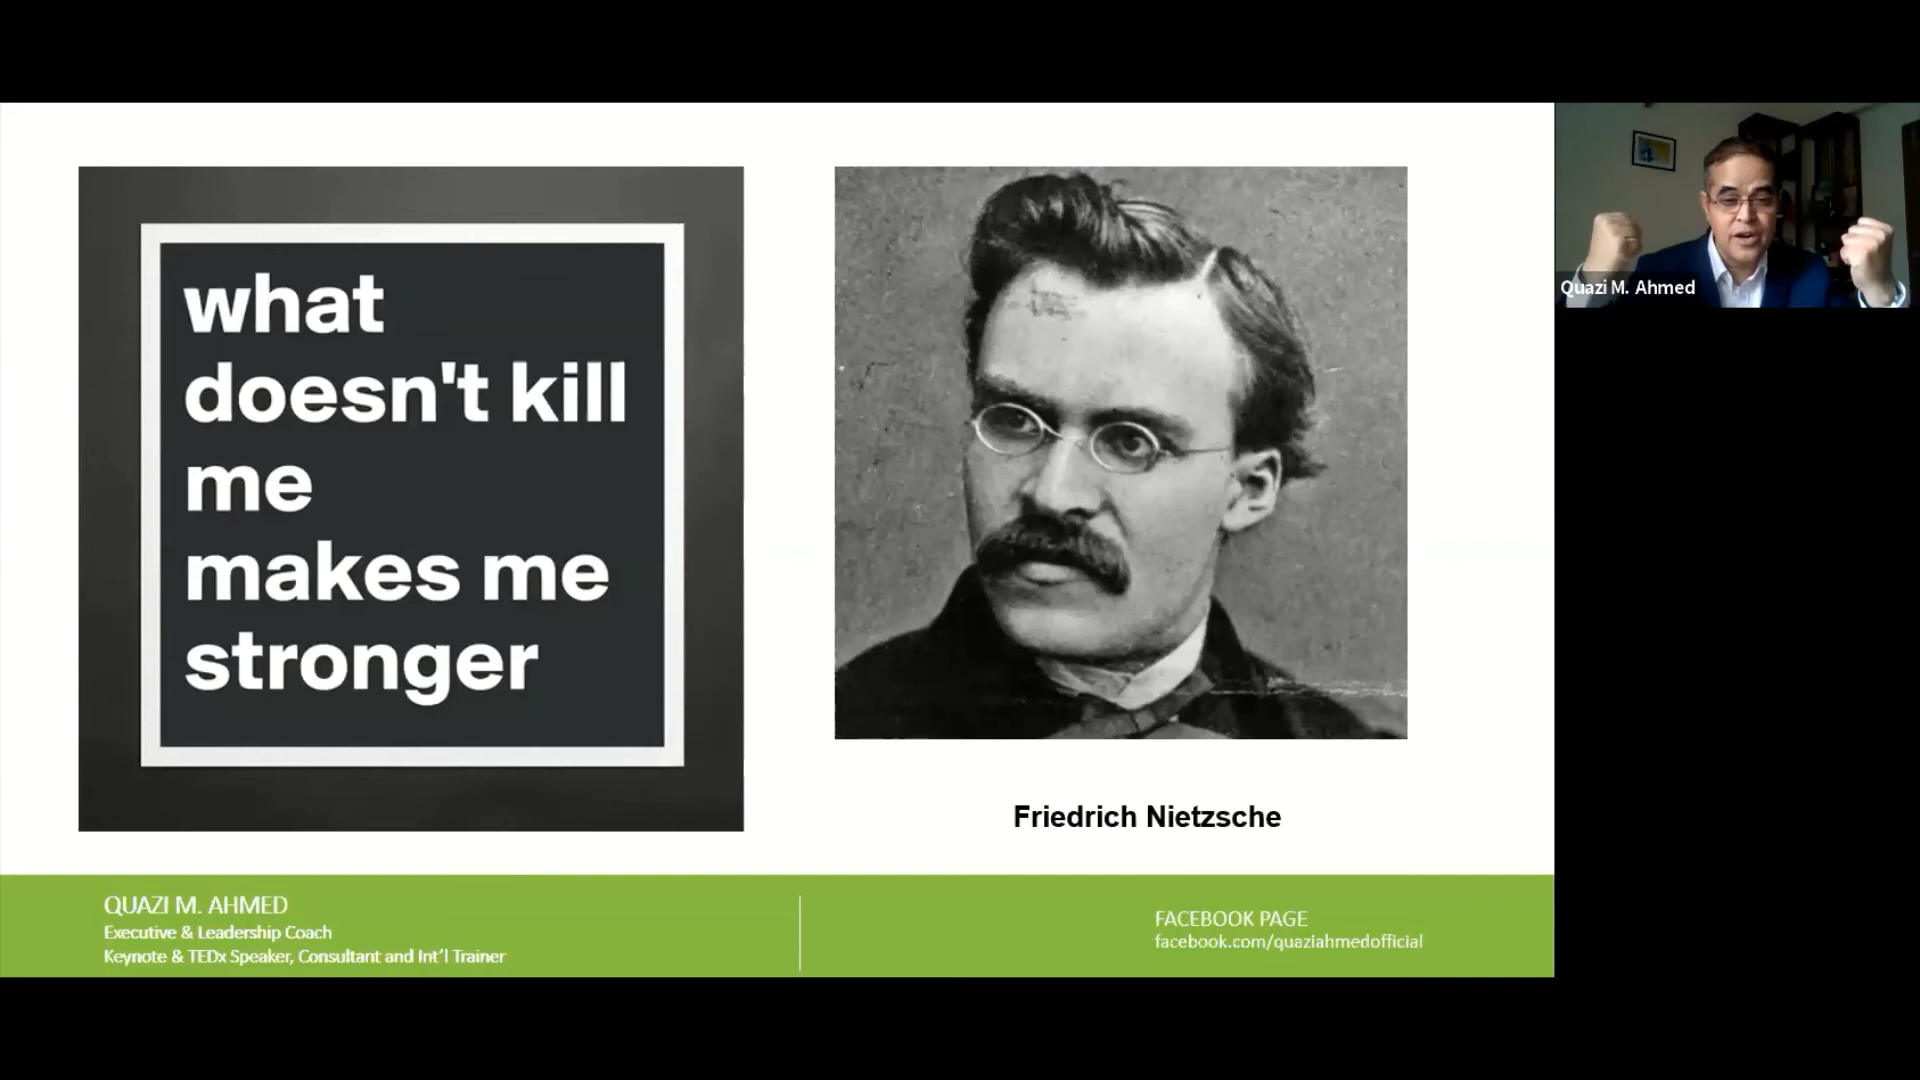 what
doesn't kill
me
makes me
stronger
Friedrich Nietzsche
Quazi M. Ahmed
QUAZI M. AHMED
Executive & Leadership Coach
Keynote & TEDx Speaker, Consultant and Int'l Trainer
FACEBOOK PAGE
facebook.com/quaziahmedofficial